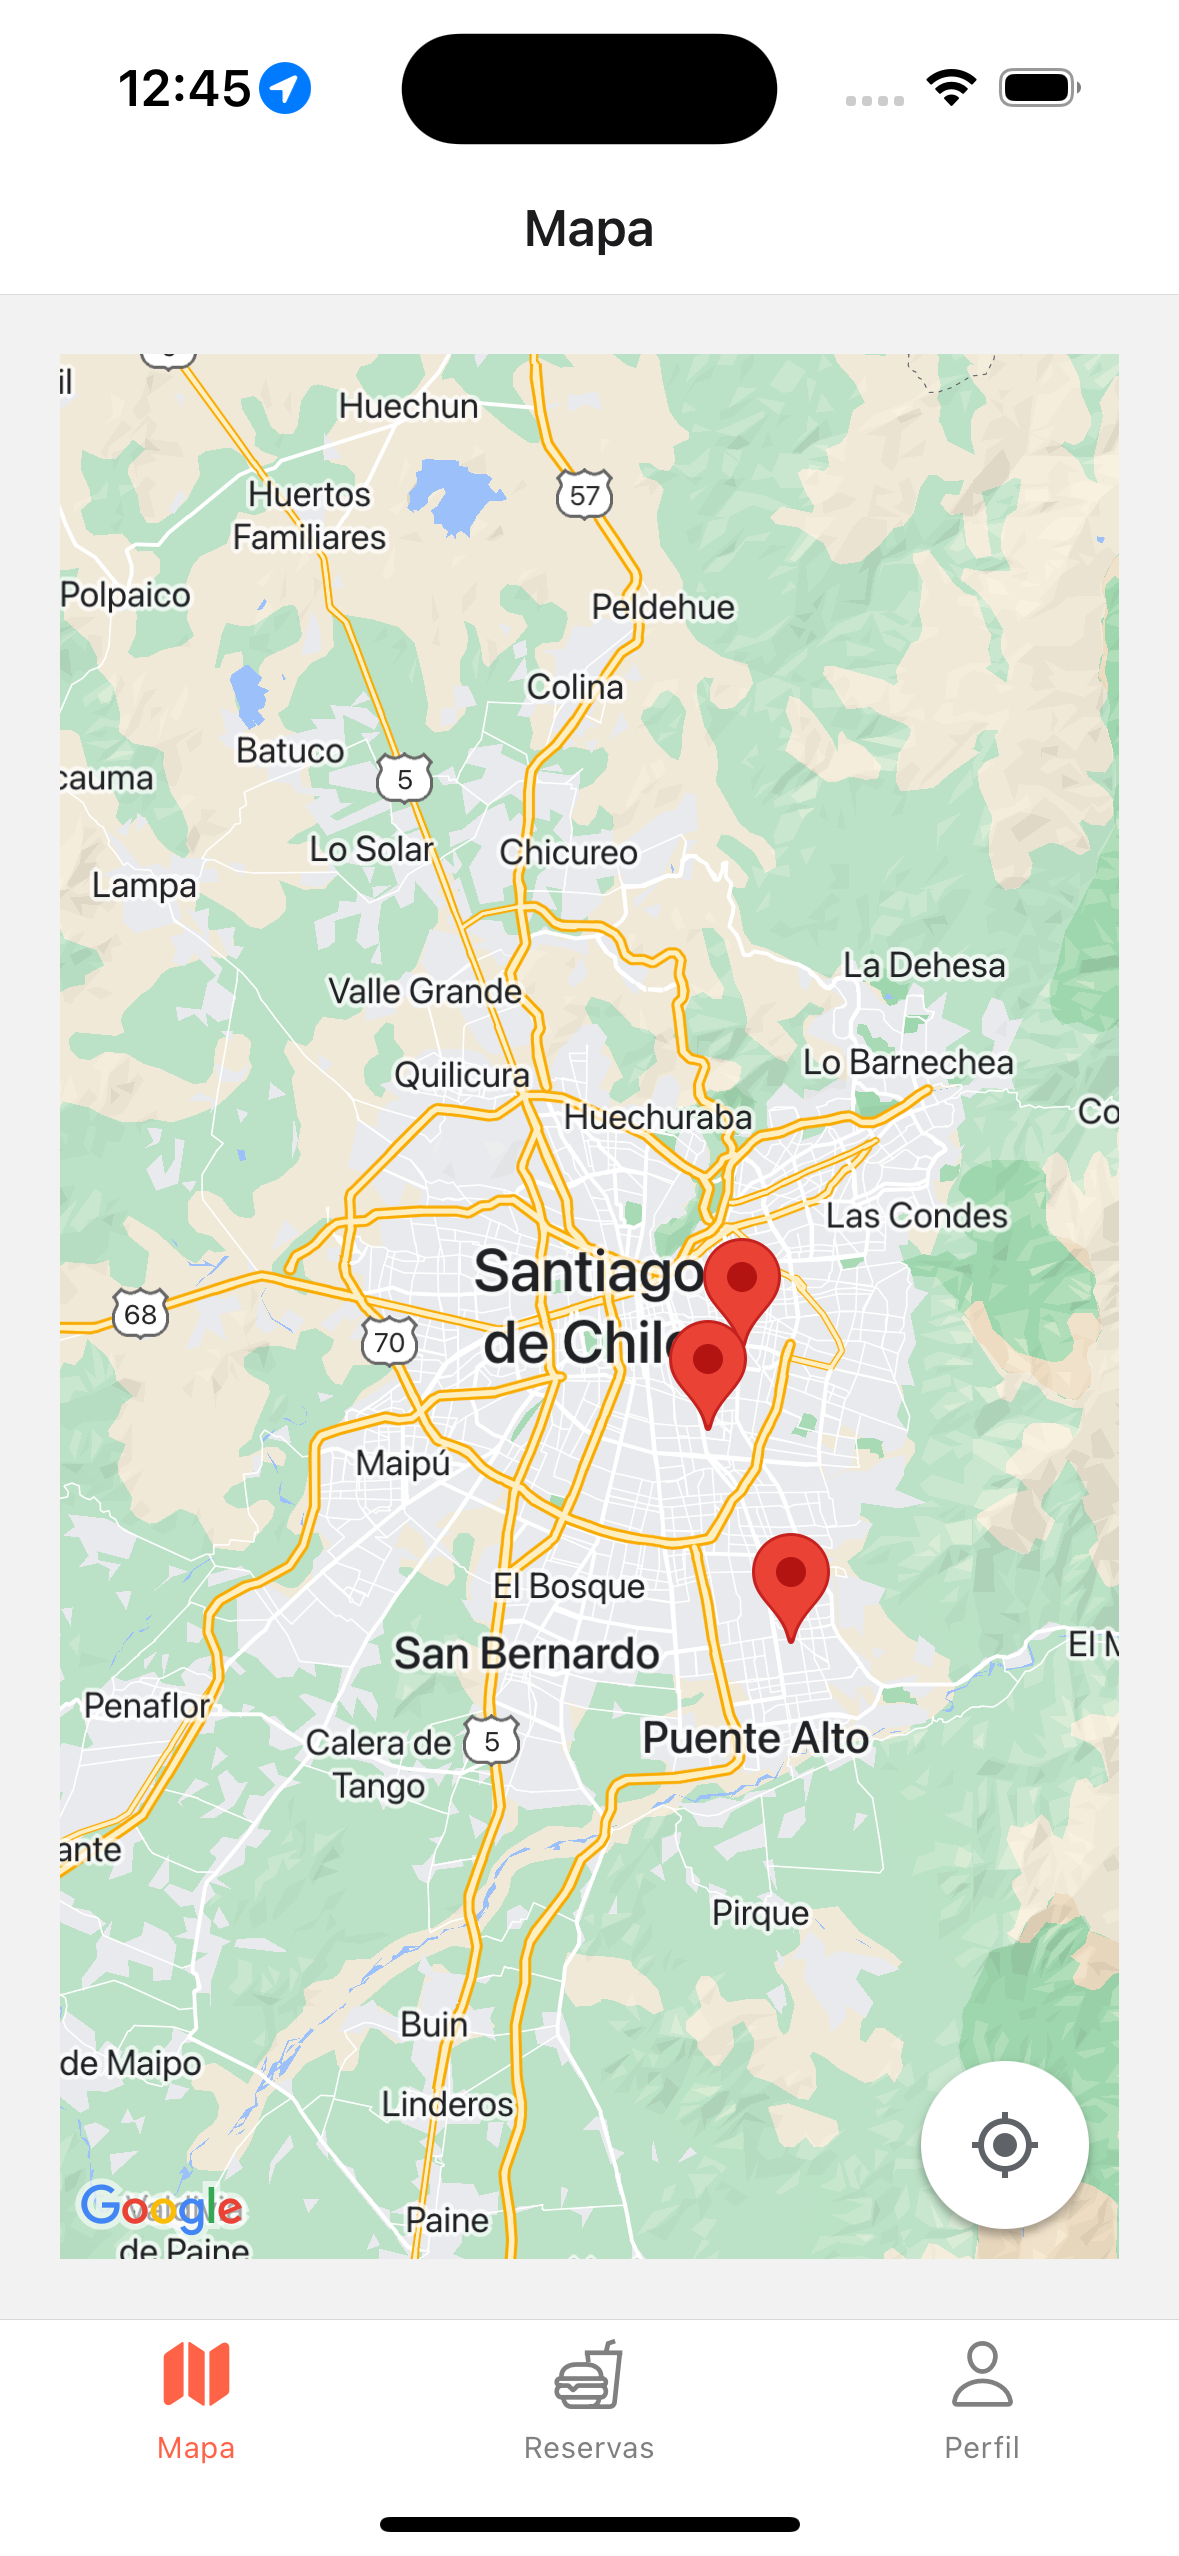 12:45
Mapa
il
Huechun
57
Huertos
Familiares
Polpaico
Peldehue
Colina
Batuco
5
cauma
Lo Solar
Chicureo
Lampa
La Dehesa
Valle Grande
Lo Barnechea
Quilicura
Huechuraba
Co
Las Condes
Santiago
de Chile
68
70
Maipú
El Bosque
San Bernardo
El M
Penaflor
Puente Alto
Calera de
Tango
5
ante
Pirque
Buin
de Maipo
Linderos
Google
Paine
de Paine
Mapa
Reservas
Perfil